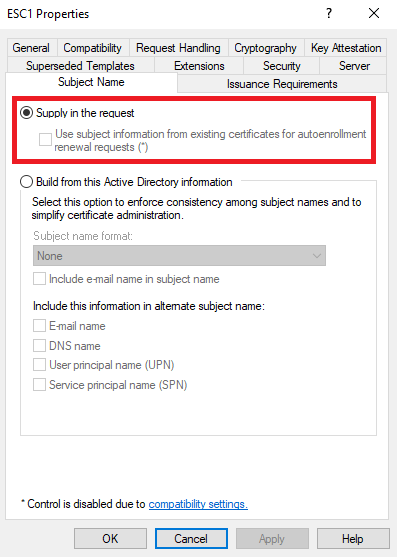 ESC1 Properties
? ×
General Compatibility Request Handling Cryptography Key Attestation
Superseded Templates Extensions Security Server
Subject Name Issuance Requirements
Supply in the request
Use subject information from existing certificates for autoenrollment
renewal requests (*)
Build from this Active Directory information
Select this option to enforce consistency among subject names and to
simplify certificate administration.
Subject name format:
None
Include e-mail name in subject name
Include this information in alternate subject name:
E-mail name
DNS name
User principal name (UPN)
Service principal name (SPN)
* Control is disabled due to compatibility settings.
OK Cancel Apply Help